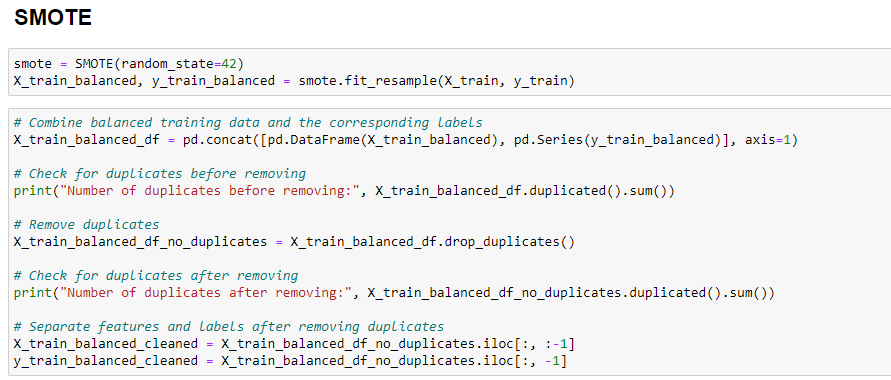 SMOTE
smote = SMOTE(random_state=42)
X_train_balanced, y_train_balanced = smote.fit_resample(X_train, y_train)
# Combine balanced training data and the corresponding labels
X_train_balanced_df = pd.concat([pd.DataFrame(X_train_balanced), pd.Series(y_train_balanced)], axis=1)
# Check for duplicates before removing
print("Number of duplicates before removing:", X_train_balanced_df.duplicated().sum())
# Remove duplicates
X_train_balanced_df_no_duplicates = X_train_balanced_df.drop_duplicates()
# Check for duplicates after removing
print("Number of duplicates after removing:", X_train_balanced_df_no_duplicates.duplicated().sum())
# Separate features and labels after removing duplicates
X_train_balanced_cleaned = X_train_balanced_df_no_duplicates.iloc[:, :-1]
y_train_balanced_cleaned = X_train_balanced_df_no_duplicates.iloc[:, -1]